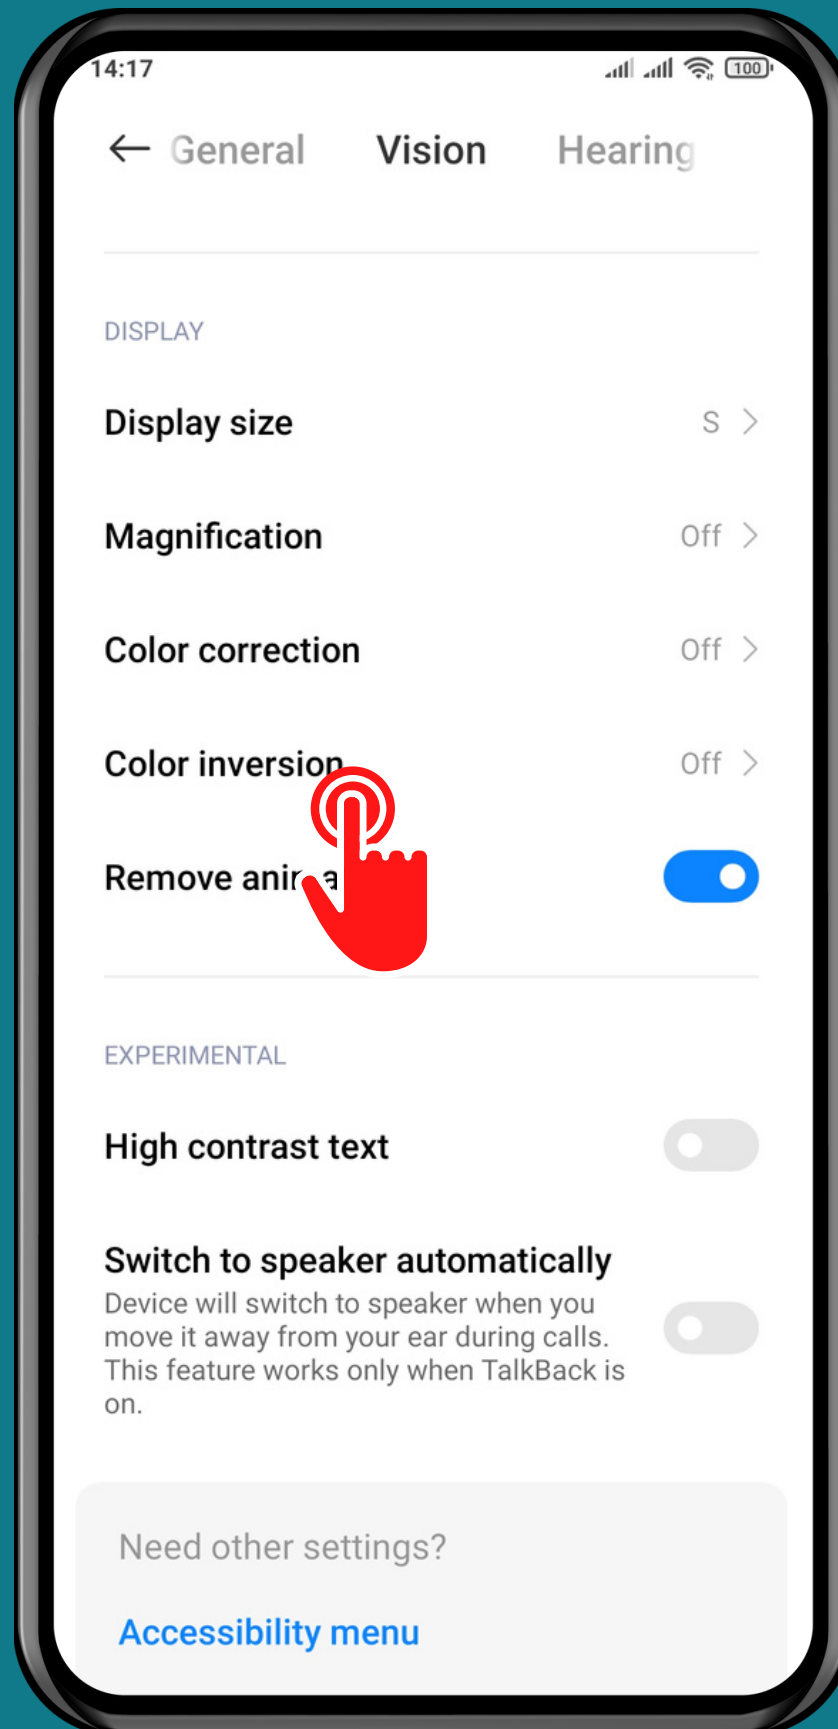 14:17 100
General Vision Hearing
DISPLAY
Display size S
Magnification Off
Color correction Off
Color inversion Off
Remove
EXPERIMENTAL
High contrast text
Switch to speaker automatically
Device will switch to speaker when you
move it away from your ear during calls.
This feature works only when TalkBack is
on.
Need other settings?
Accessibility menu